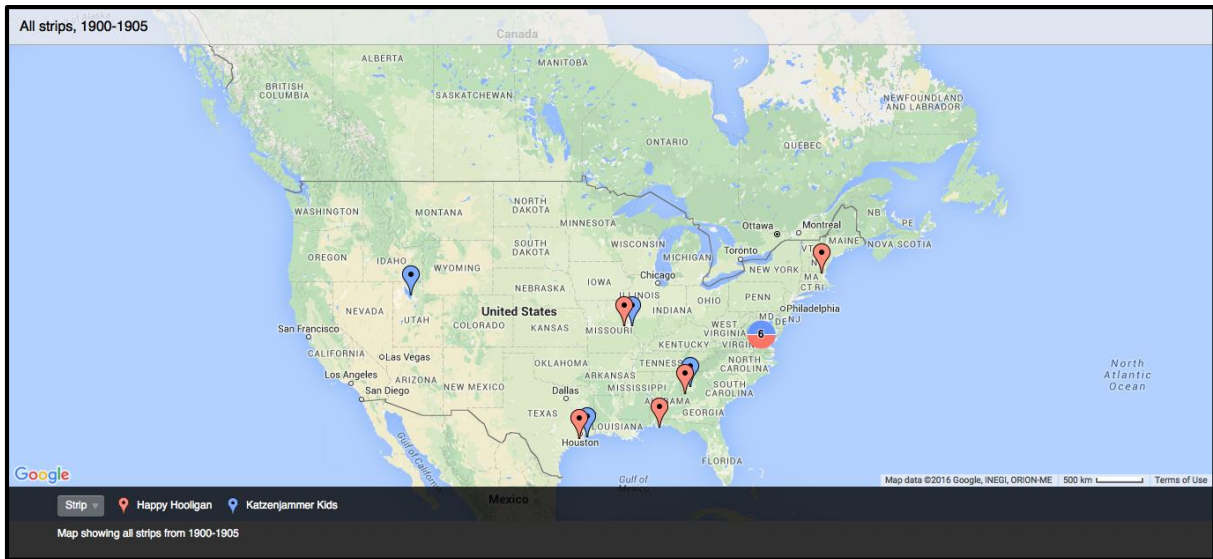 All strips, 1900-1905
Canada
ALBERTA
MANITOBA
BRITISH
COLUMBIA
SASKATCHEWAN
NEWFOUNDLAND
AND LABRADOR
ONTARIO
QUEBEC
WASHINGTON
MONTANA
NORTH
DAKOTA
MINNESOTA
Ottawa
Montreal
NB
PE
NOVA SCOTIA
MAINE
VT
OREGON
IDAHO
WYOMING
SOUTH
DAKOTA
WISCONSIN
MICHIGAN
Toronto
NEW YORK
MA
CT RI
Chicago
IOWA
NEBRASKA
ILLINOIS
INDIANA
OHIO
PENN
Philadelphia
MD
DE NJ
NEVADA
UTAH
COLORADO
United States
KANSAS
MISSOURI
WEST
VIRGINIA
KENTUCKY
6
San Francisco
CALIFORNIA
Las Vegas
Los Angeles
San Diego
ARIZONA
NEW MEXICO
OKLAHOMA
ARKANSAS
NORTH
CAROLINA
SOUTH
CAROLINA
Dallas
MISSISSIPPI
GEORGIA
TEXAS
LOUISIANA
Houston
FLORIDA
Gulf of
California
Gulf of
Mexico
Mexico
North
Atlantic
Ocean
Google
Map data ©2016 Google, INEGI, ORION-ME 500 km Terms of Use
Strip Happy Hooligan Katzenjammer Kids
Map showing all strips from 1900-1905